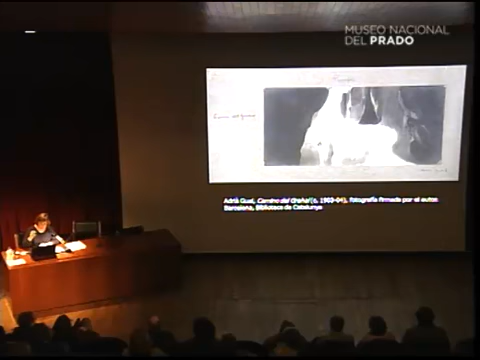 MUSEO NACIONAL
DEL PRADO
Adrià Gual, Camino del Grahal (c. 1903-04), fotografía firmada por el autor.
Barcelona, Biblioteca de Catalunya